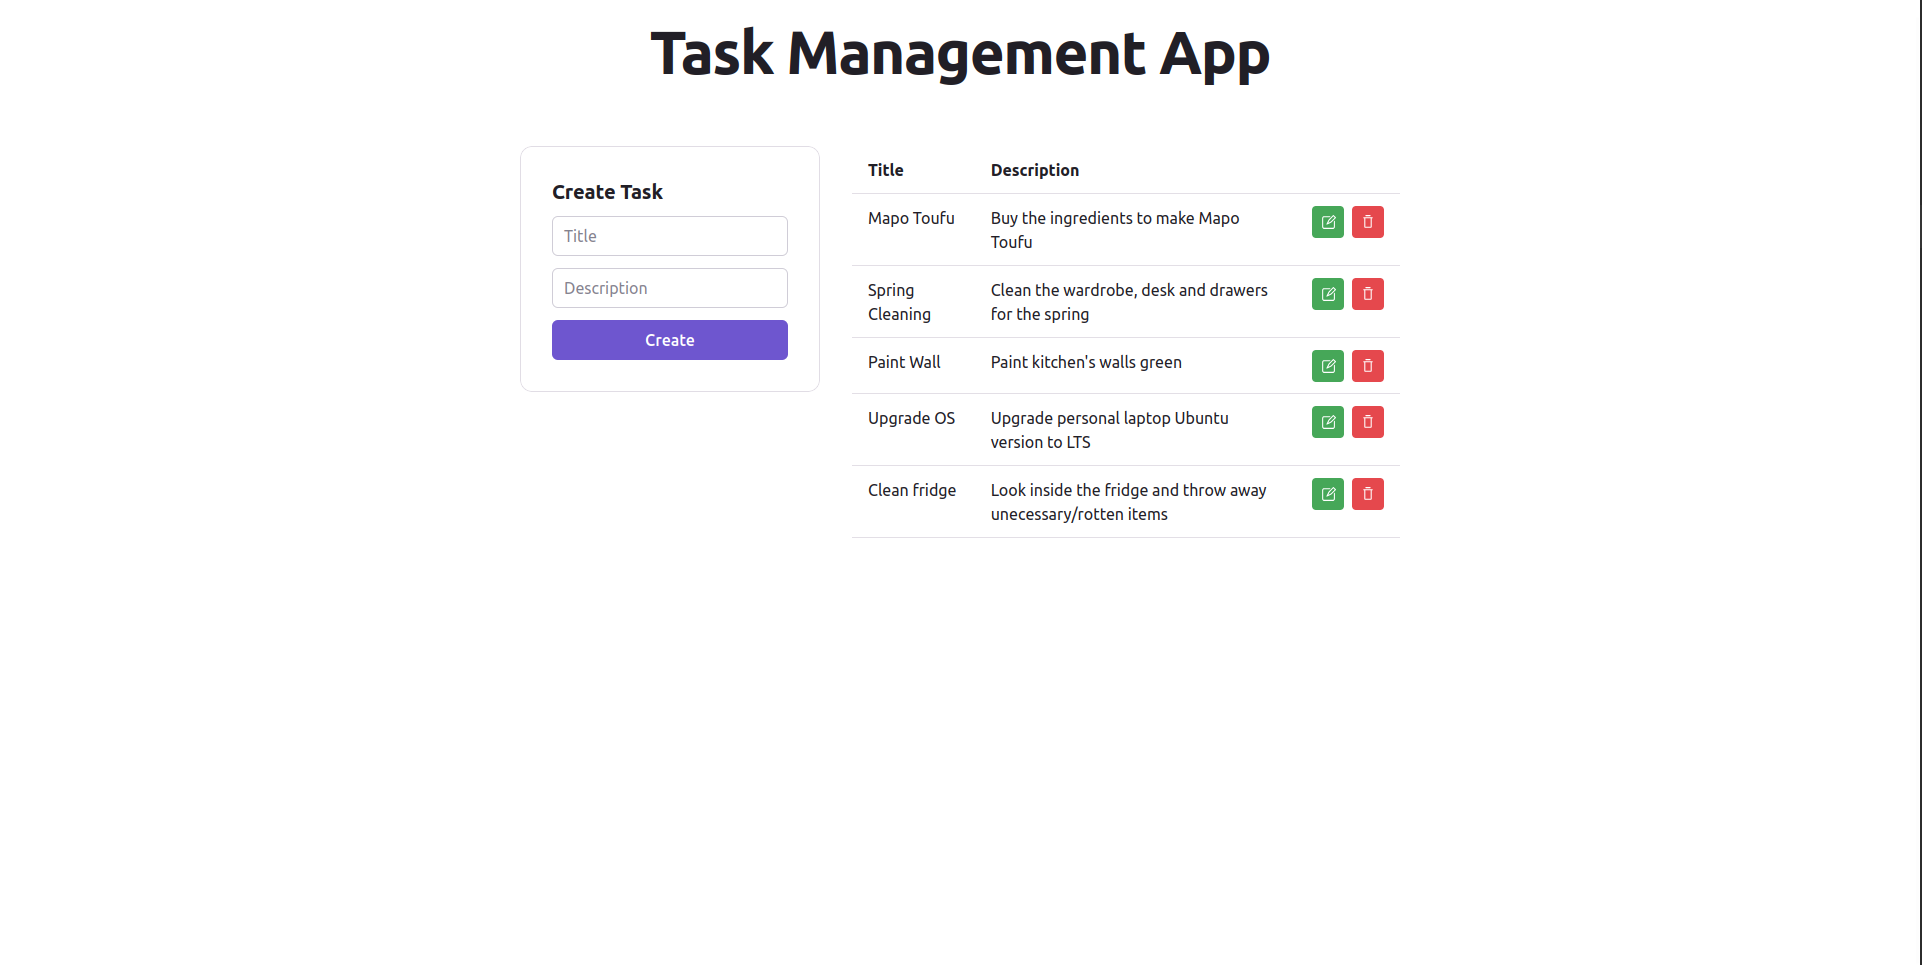 Task Management App
Create Task
Title
Description
Create
Title Description
Mapo Toufu Buy the ingredients to make Mapo
Toufu
Spring Clean the wardrobe, desk and drawers
Cleaning for the spring
Paint Wall Paint kitchen's walls green
Upgrade OS Upgrade personal laptop Ubuntu
version to LTS
Clean fridge Look inside the fridge and throw away
unecessary/rotten items